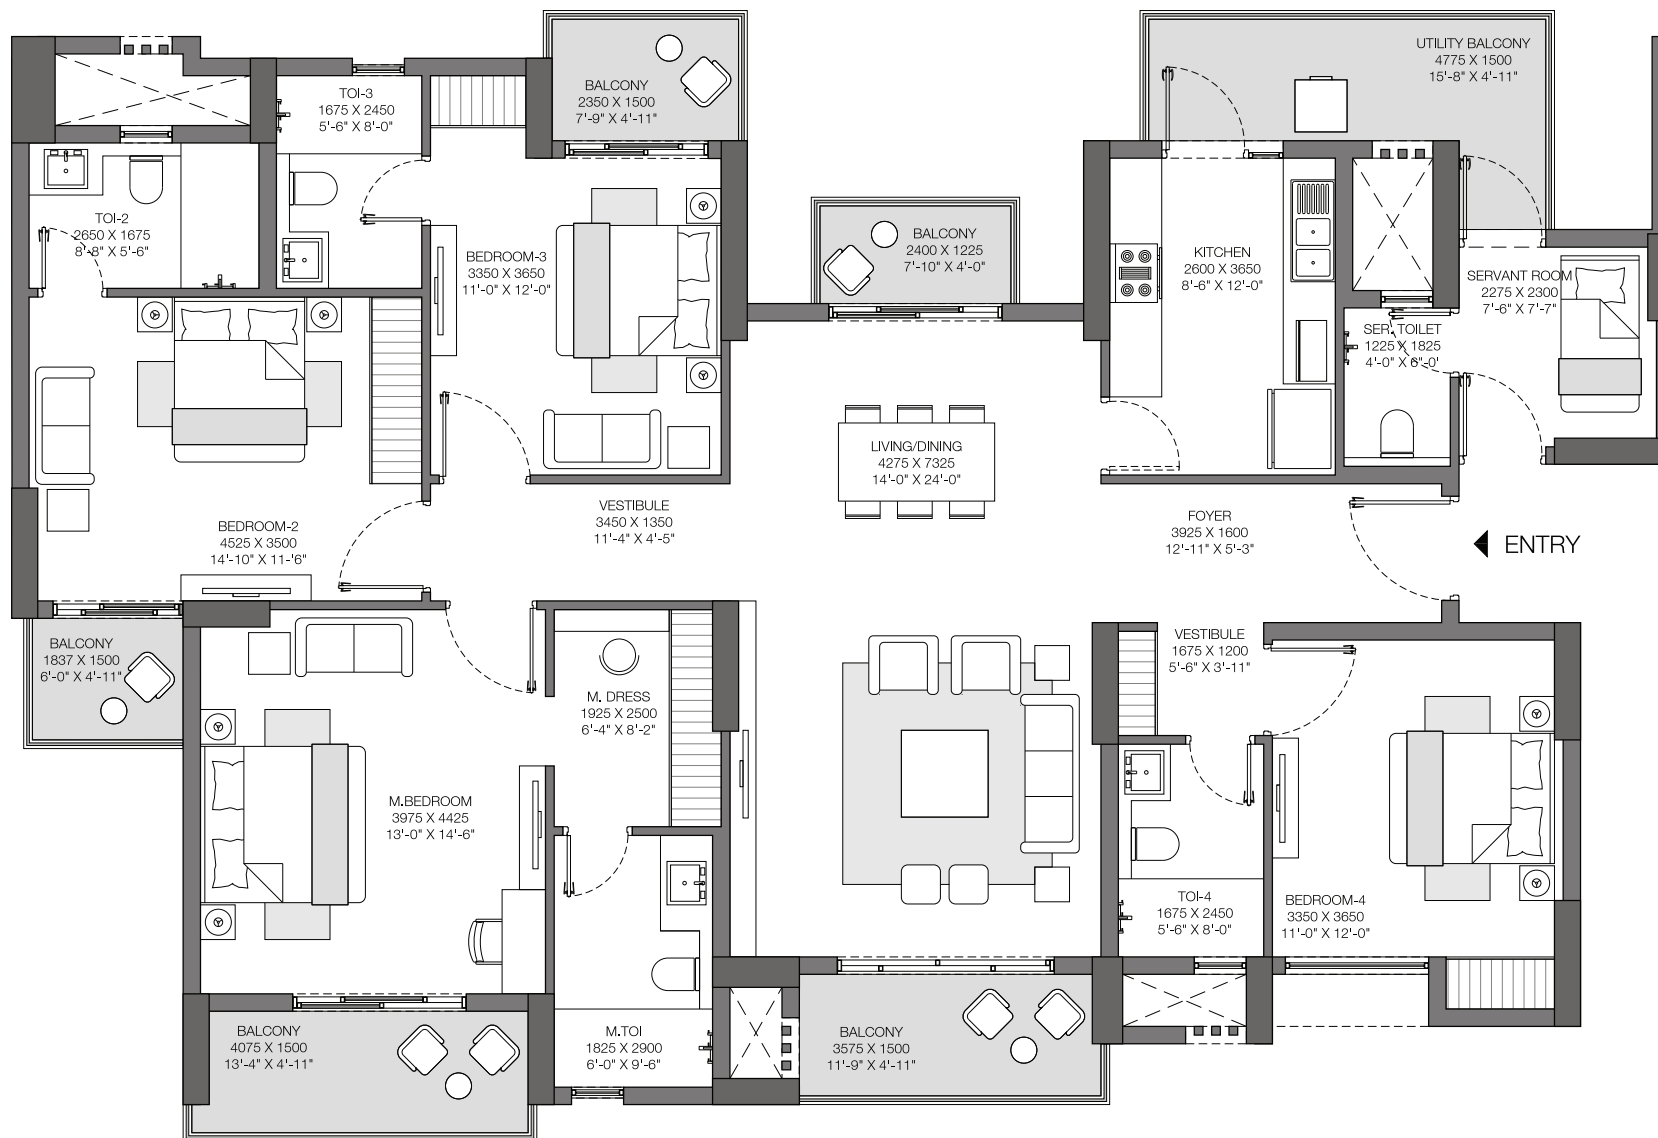 UTILITY BALCONY
4775 X 1500
15'-8" X 4'-11"
BALCONY
2350 X 1500
7'-9" X 4'-11"
TOI-3
1675 X 2450
5'-6" X 8'-0"
TOI-2
2650 X 1675
8'-8" X 5'-6"
BEDROOM-3
3350 X 3650
11'-0" X 12'-0"
BALCONY
2400 X 1225
7'-10" X 4'-0"
KITCHEN
2600 X 3650
8'-6" X 12'-0"
SERVANT ROOM
2275 X 2300
7'-6" X 7'-7"
SER. TOILET
1225 X 1825
4'-0" X 6'-0'
LIVING/DINING
4275 X 7325
14'-0" X 24'-0"
BEDROOM-2
4525 X 3500
14'-10" X 11-'6"
VESTIBULE
3450 X 1350
11'-4" X 4'-5"
FOYER
3925 X 1600
12'-11" X 5'-3"
ENTRY
BALCONY
1837 X 1500
6'-0" X 4'-11"
VESTIBULE
1675 X 1200
5'-6" X 3'-11"
M. DRESS
1925 X 2500
6'-4" X 8'-2"
M.BEDROOM
3975 X 4425
13'-0" X 14'-6"
TOI-4
1675 X 2450
5'-6" X 8'-0"
BEDROOM-4
3350 X 3650
11'-0" X 12'-0"
BALCONY
4075 X 1500
13'-4" X 4'-11"
M.TOI
1825 X 2900
6'-0" X 9'-6"
BALCONY
3575 X 1500
11'-9" X 4'-11"